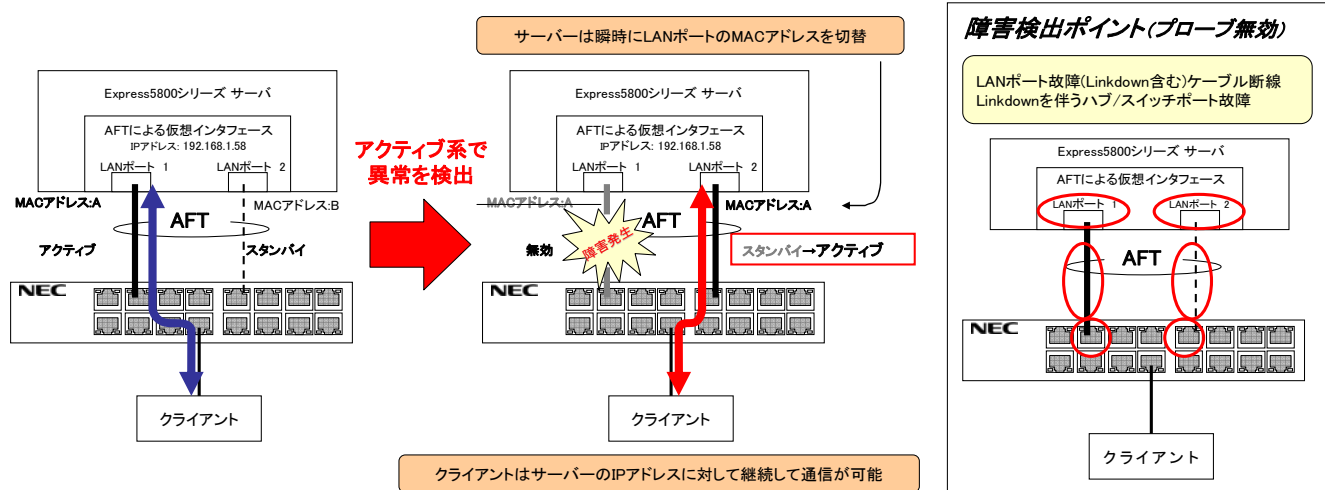 サーバーは瞬時にLANポートのMACアドレスを切替
Express5800シリーズ サーバ
AFTによる仮想インタフェース
IPアドレス: 192.168.1.58
LANポート 1
LANポート 2
MACアドレス:A
MACアドレス:B
AFT
アクティブ
スタンバイ
NEC
クライアント
アクティブ系で
異常を検出
Express5800シリーズ サーバ
AFTによる仮想インタフェース
IPアドレス: 192.168.1.58
LANポート 1
LANポート 2
MACアドレス:A
MACアドレス:A
AFT
無効
障害発生
スタンバイ→アクティブ
NEC
クライアント
クライアントはサーバーのIPアドレスに対して継続して通信が可能
障害検出ポイント(プローブ無効)
LANポート故障(Linkdown含む)ケーブル断線
Linkdownを伴うハブ/スイッチポート故障
Express5800シリーズ サーバ
AFTによる仮想インタフェース
LANポート 1
LANポート 2
AFT
NEC
クライアント